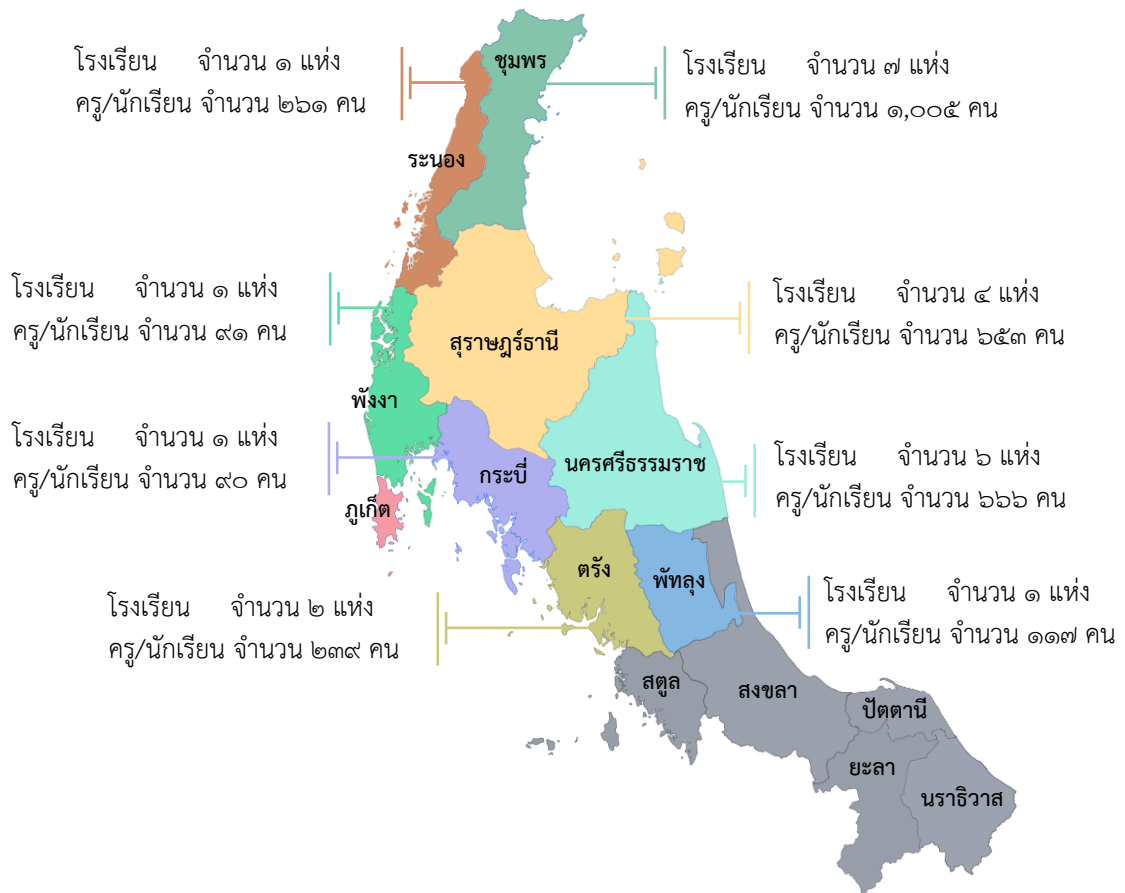 โรงเรียน จำนวน ๑ แห่ง
ครู/นักเรียน จำนวน ๒๖๑ คน
ชุมพร
โรงเรียน จำนวน ๗ แห่ง
ครู/นักเรียน จำนวน ๑,๐๐๕ คน
ระนอง
โรงเรียน จำนวน ๑ แห่ง
ครู/นักเรียน จำนวน ๙๑ คน
สุราษฎร์ธานี
โรงเรียน จำนวน ๔ แห่ง
ครู/นักเรียน จำนวน ๖๕๓ คน
พังงา
โรงเรียน จำนวน ๑ แห่ง
ครู/นักเรียน จำนวน ๙๐ คน
กระบี่
นครศรีธรรมราช
โรงเรียน จำนวน ๖ แห่ง
ครู/นักเรียน จำนวน ๖๖๖ คน
ภูเก็ต
ตรัง
พัทลุง
โรงเรียน จำนวน ๒ แห่ง
ครู/นักเรียน จำนวน ๒๓๙ คน
โรงเรียน จำนวน ๑ แห่ง
ครู/นักเรียน จำนวน ๑๑๗ คน
สตูล
สงขลา
ปัตตานี
ยะลา
นราธิวาส